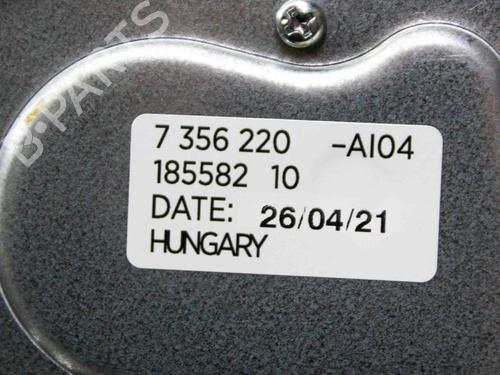 B-PARTS
7 356 220 -AI04
185582 10
DATE: 26/04/21
HUNGARY